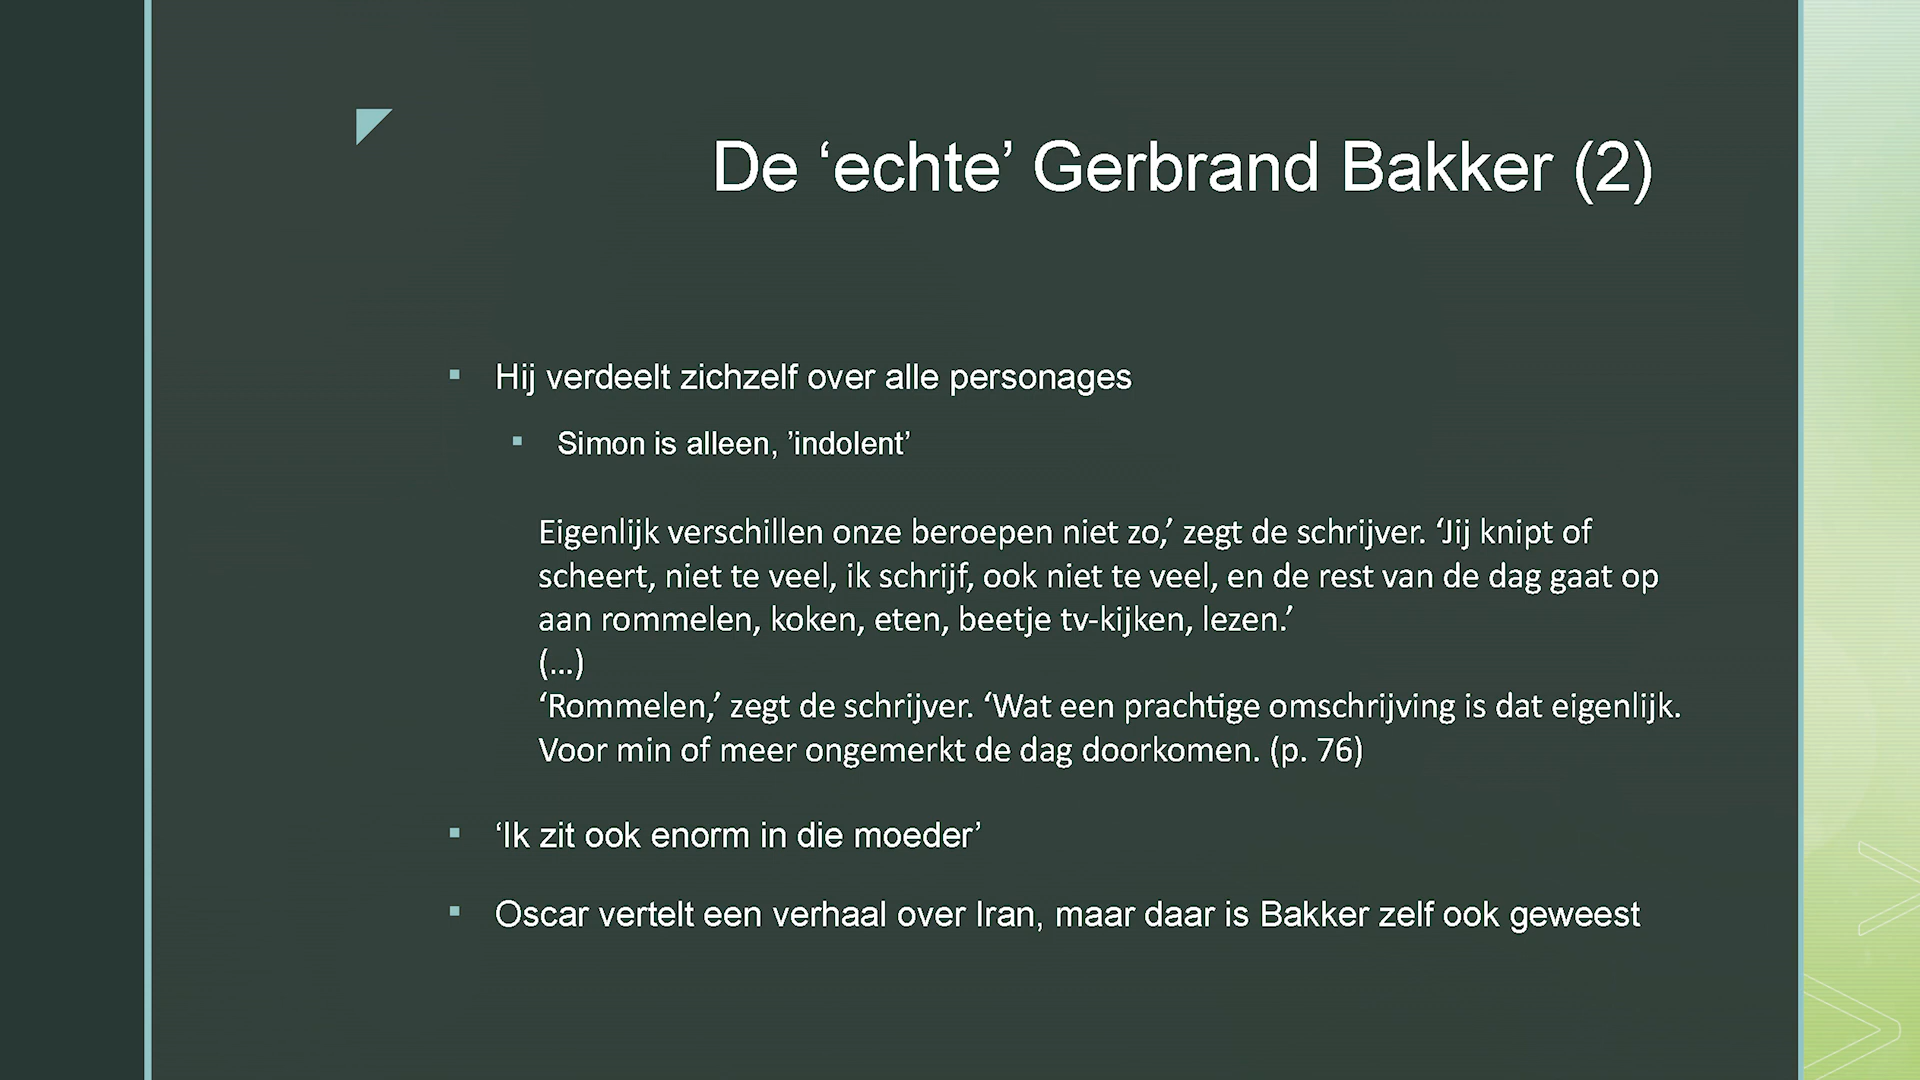 De ‘echte’ Gerbrand Bakker (2)
Hij verdeelt zichzelf over alle personages
Simon is alleen, ’indolent’
Eigenlijk verschillen onze beroepen niet zo,’ zegt de schrijver. ‘Jij knipt of
scheert, niet te veel, ik schrijf, ook niet te veel, en de rest van de dag gaat op
aan rommelen, koken, eten, beetje tv-kijken, lezen.’
(...)
‘Rommelen,’ zegt de schrijver. ‘Wat een prachtige omschrijving is dat eigenlijk.
Voor min of meer ongemerkt de dag doorkomen. (p. 76)
‘Ik zit ook enorm in die moeder’
Oscar vertelt een verhaal over Iran, maar daar is Bakker zelf ook geweest